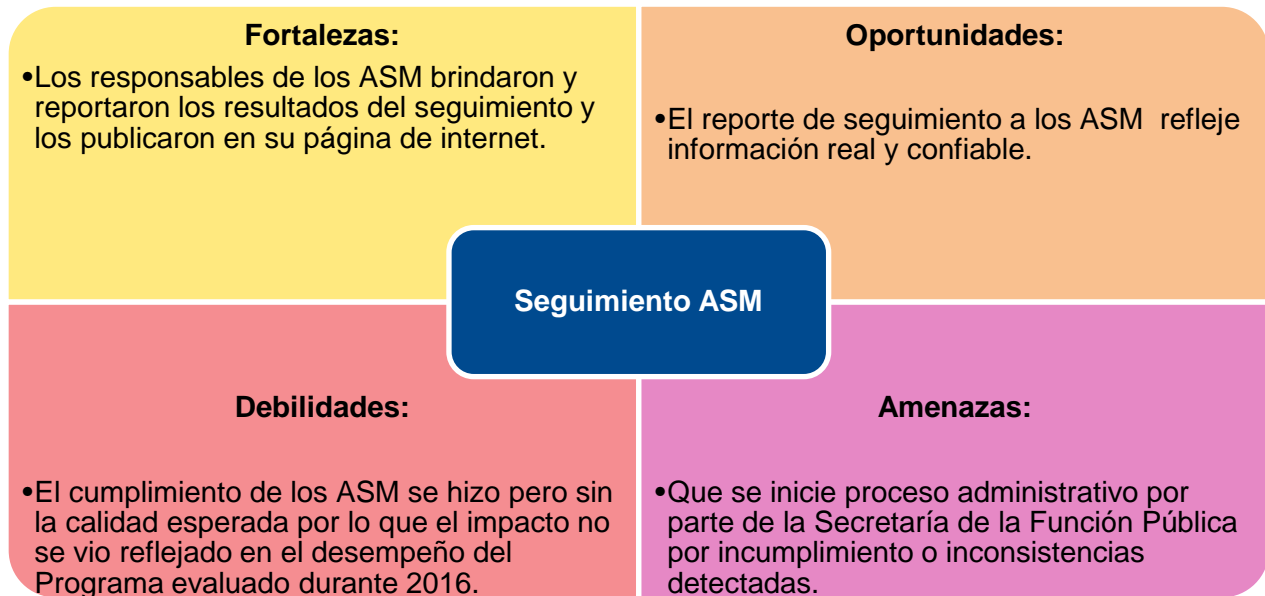 Fortalezas:
•Los responsables de los ASM brindaron y
reportaron los resultados del seguimiento y
los publicaron en su página de internet.
Oportunidades:
•El reporte de seguimiento a los ASM refleje
información real y confiable.
Seguimiento ASM
Debilidades:
•El cumplimiento de los ASM se hizo pero sin
la calidad esperada por lo que el impacto no
se vio reflejado en el desempeño del
Programa evaluado durante 2016.
Amenazas:
•Que se inicie proceso administrativo por
parte de la Secretaría de la Función Pública
por incumplimiento o inconsistencias
detectadas.